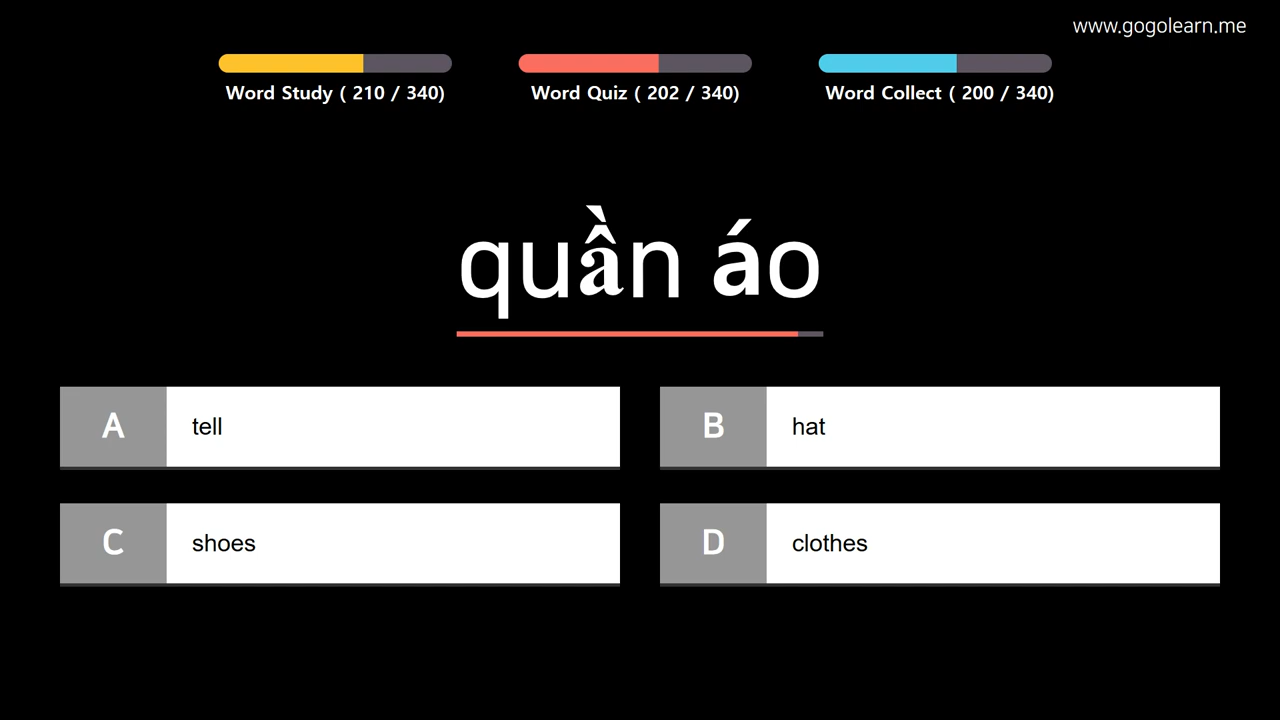 www.gogolearn.me
Word Study ( 210 / 340)
Word Quiz ( 202 / 340)
Word Collect ( 200 / 340)
quần áo
A
tell
B
hat
C
shoes
D
clothes